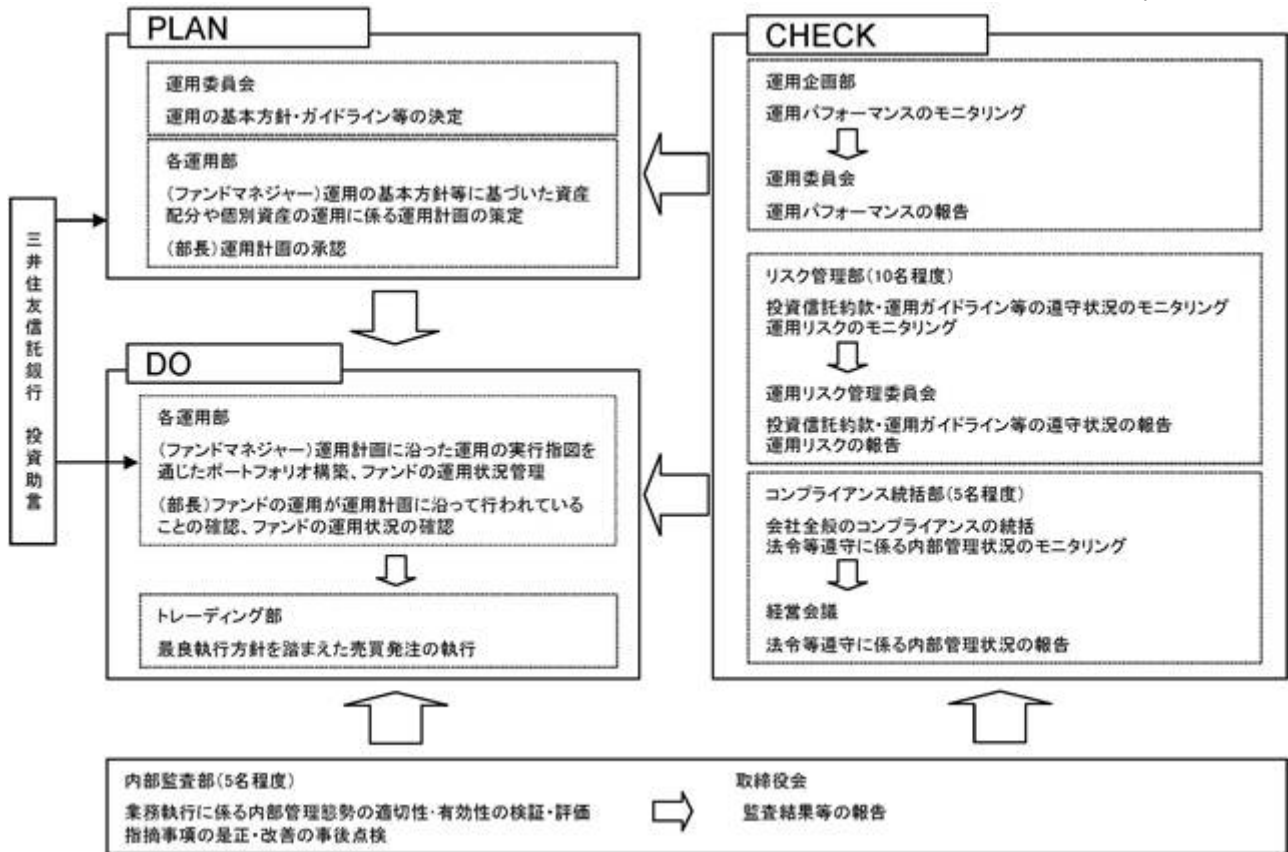 PLAN
運用委員会
運用の基本方針・ガイドライン等の決定
各運用部
(ファンドマネジャー)運用の基本方針等に基づいた資産
配分や個別資産の運用に係る運用計画の策定
(部長)運用計画の承認
三井住友信託銀行 投資助言
DO
各運用部
(ファンドマネジャー)運用計画に沿った運用の実行指図を
通じたポートフォリオ構築、ファンドの運用状況管理
(部長)ファンドの運用が運用計画に沿って行われている
ことの確認、ファンドの運用状況の確認
トレーディング部
最良執行方針を踏まえた売買発注の執行
CHECK
運用企画部
運用パフォーマンスのモニタリング
運用委員会
運用パフォーマンスの報告
リスク管理部(10名程度)
投資信託約款・運用ガイドライン等の遵守状況のモニタリング
運用リスクのモニタリング
運用リスク管理委員会
投資信託約款・運用ガイドライン等の遵守状況の報告
運用リスクの報告
コンプライアンス統括部(5名程度)
会社全般のコンプライアンスの統括
法令等遵守に係る内部管理状況のモニタリング
経営会議
法令等遵守に係る内部管理状況の報告
内部監査部(5名程度)
業務執行に係る内部管理態勢の適切性・有効性の検証・評価
指摘事項の是正・改善の事後点検
取締役会
監査結果等の報告